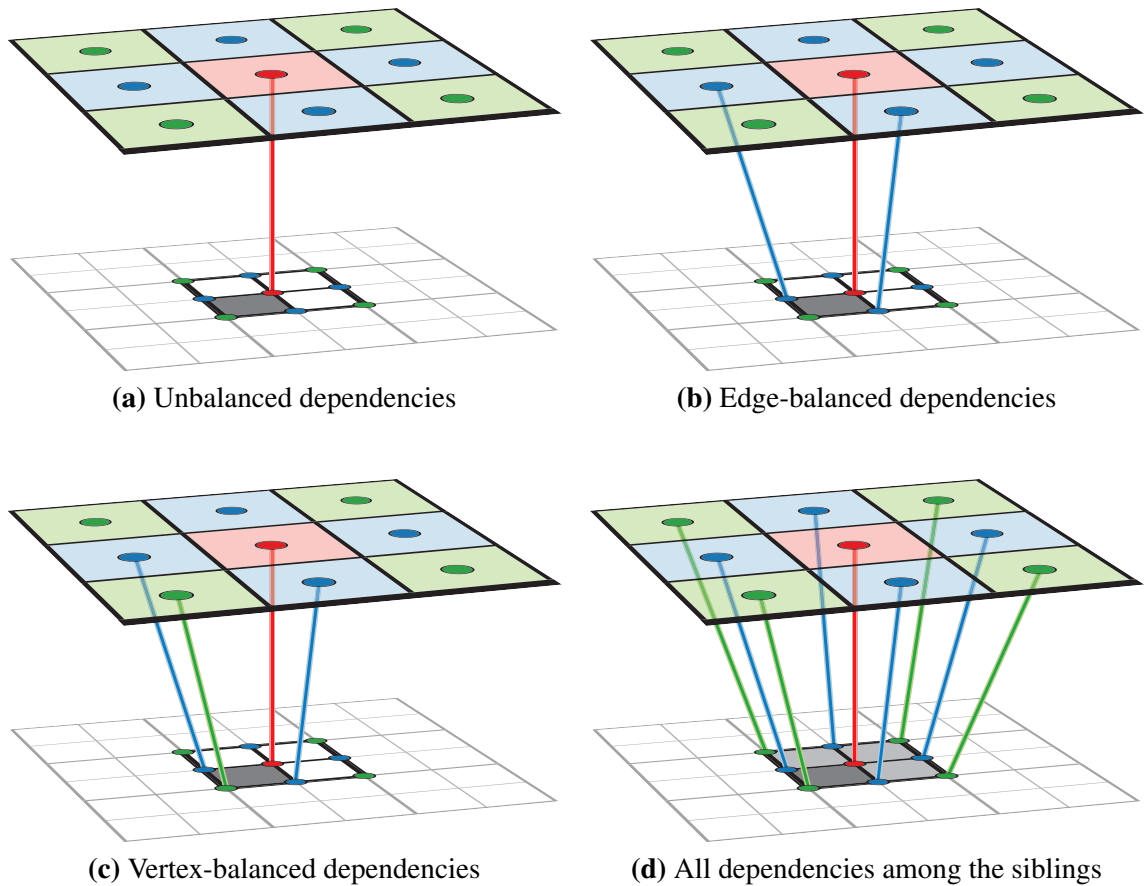 (a) Unbalanced dependencies
(b) Edge-balanced dependencies
(c) Vertex-balanced dependencies
(d) All dependencies among the siblings